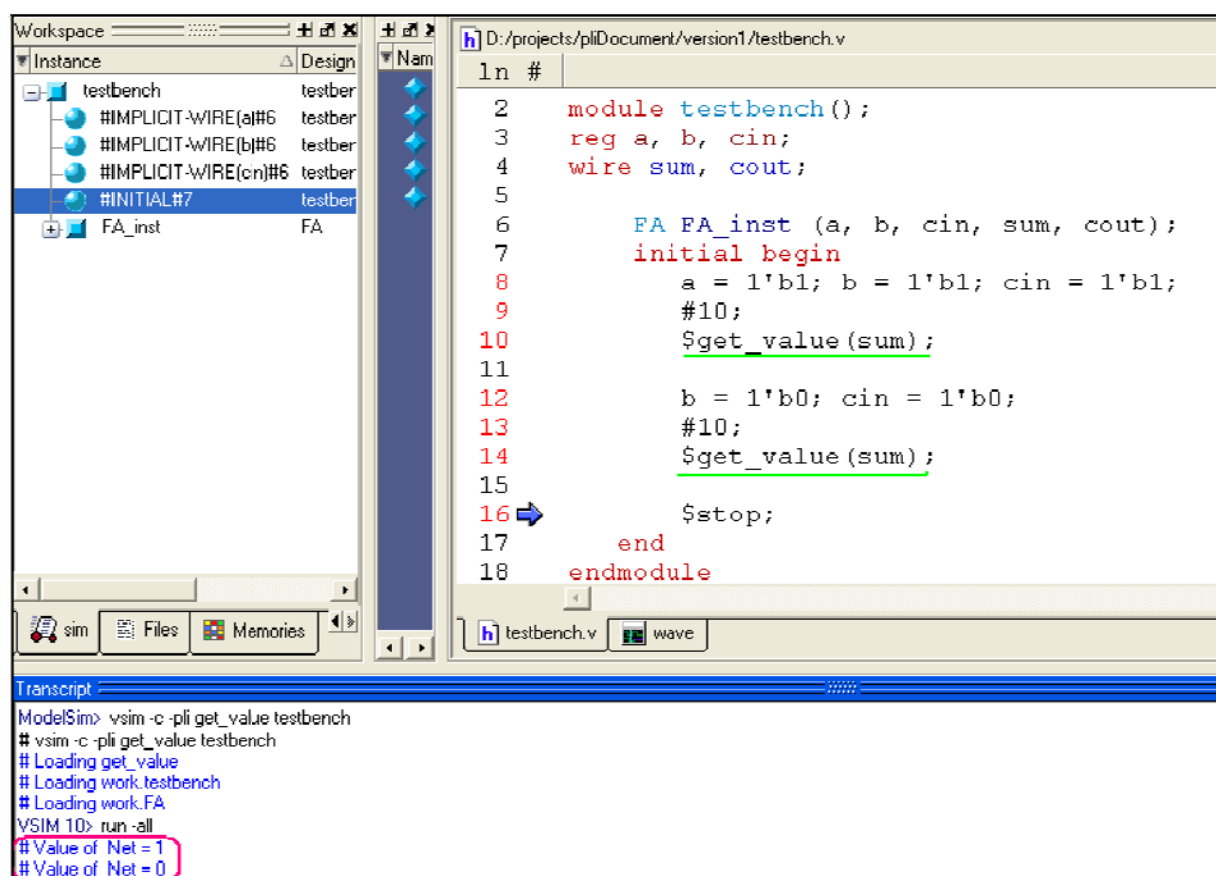 Workspace
Instance Design
testbench testber
#IMPLICIT-WIRE(a)#6 testber
#IMPLICIT-WIRE(b)#6 testber
#IMPLICIT-WIRE(cin)#6 testber
#INITIAL#7 testber
FA_inst FA
sim Files Memories
Nam
D:/projects/pliDocument/version1/testbench.v
ln #
2 module testbench();
3 reg a, b, cin;
4 wire sum, cout;
5
6 FA FA_inst (a, b, cin, sum, cout);
7 initial begin
8 a = 1'b1; b = 1'b1; cin = 1'b1;
9 #10;
10 $get_value(sum);
11
12 b = 1'b0; cin = 1'b0;
13 #10;
14 $get_value(sum);
15
16 $stop;
17 end
18 endmodule
testbench.v wave
Transcript
ModelSim> vsim -c -pli get_value testbench
# vsim -c -pli get_value testbench
# Loading get_value
# Loading work.testbench
# Loading work.FA
VSIM 10> run -all
# Value of Net = 1
# Value of Net = 0